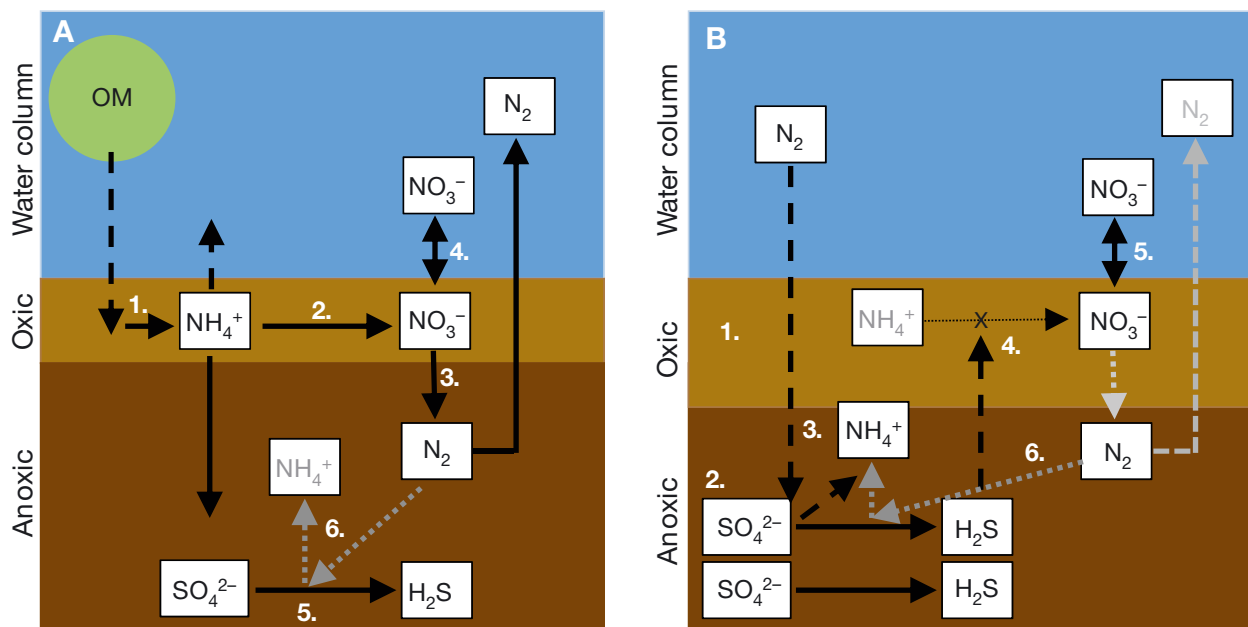 A
Water column
Oxic
Anoxic
OM
N₂
NO₃⁻
4.
1.
NH₄⁺
2.
NO₃⁻
3.
N₂
NH₄⁺
6.
SO₄²⁻
5.
H₂S
B
Water column
Oxic
Anoxic
N₂
N₂
NO₃⁻
5.
1.
NH₄⁺
x
4.
NO₃⁻
3.
NH₄⁺
6.
N₂
2.
SO₄²⁻
H₂S
SO₄²⁻
H₂S